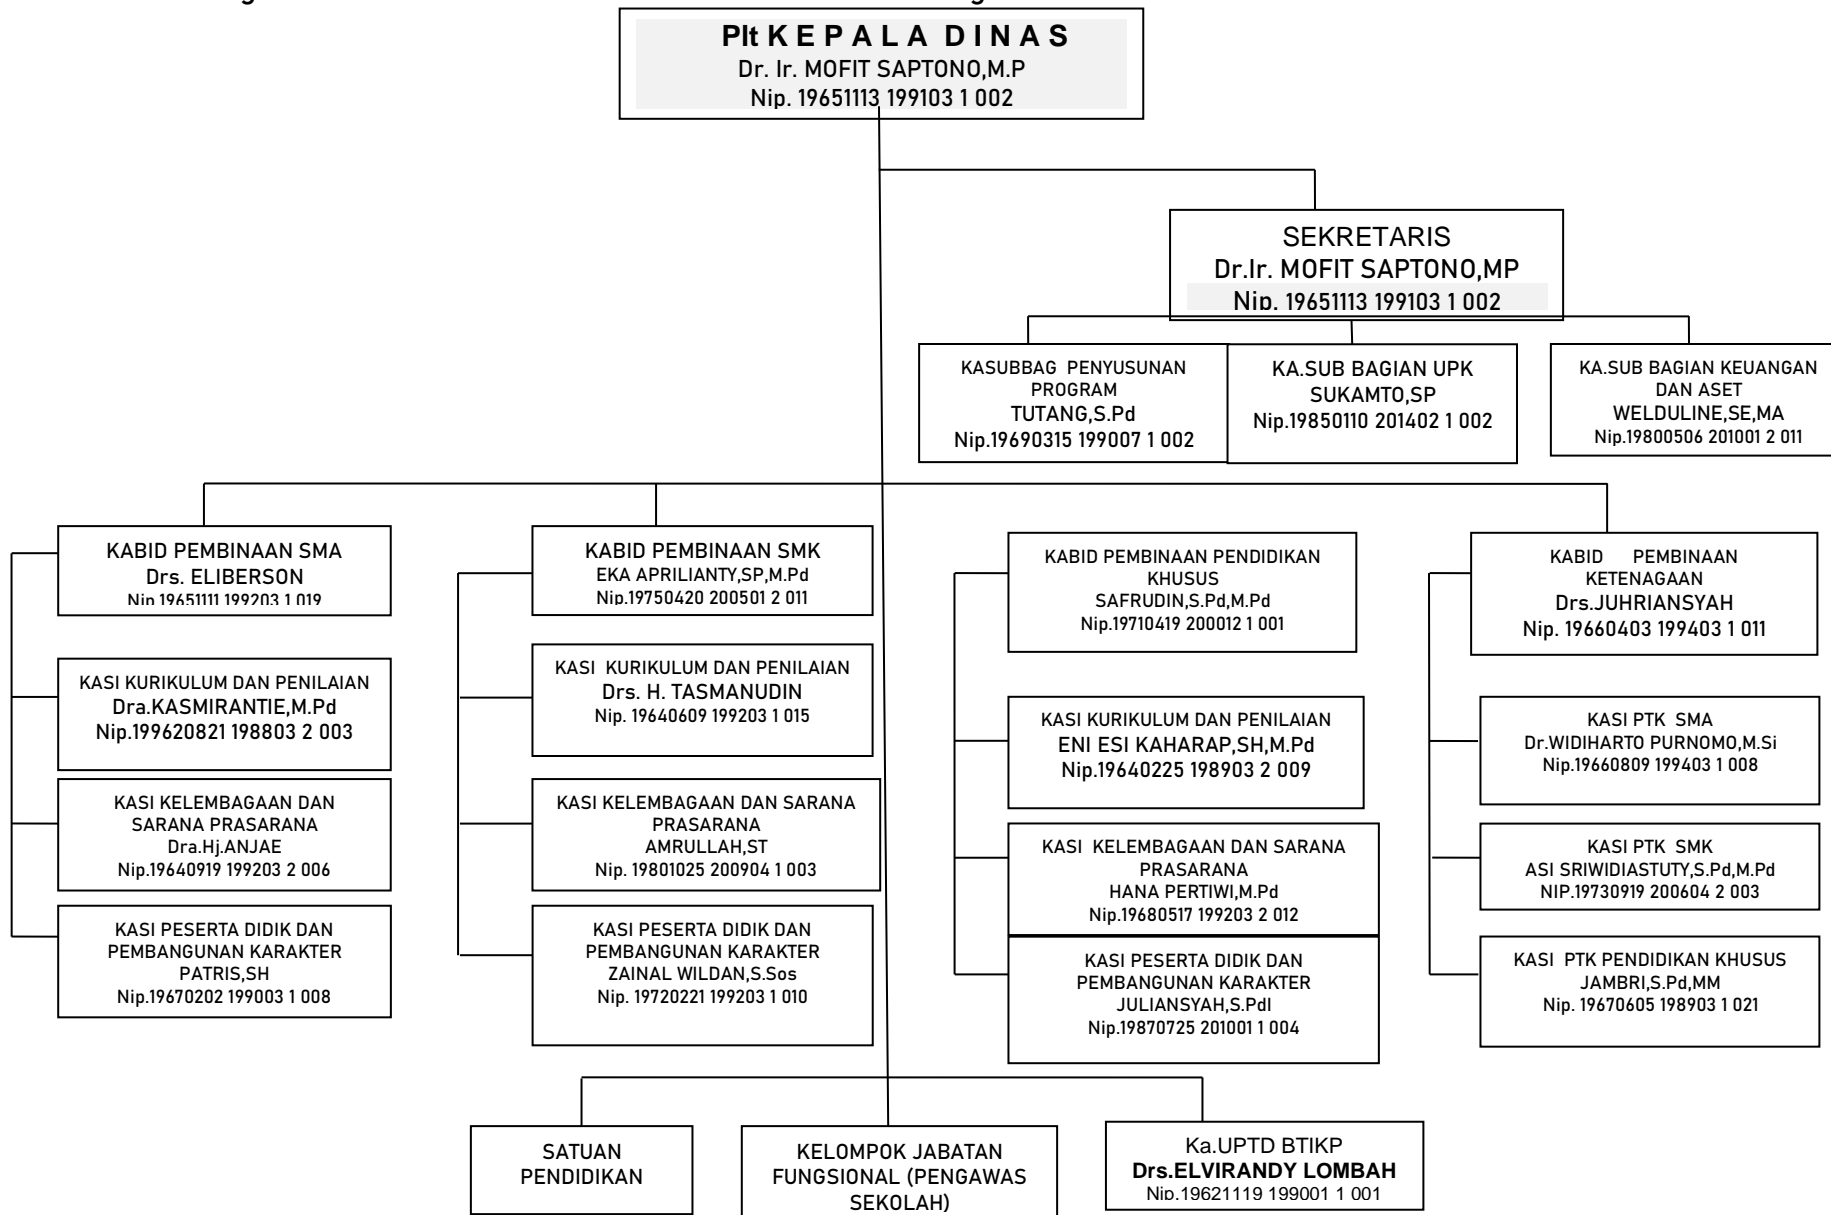 Plt K E P A L A D I N A S
Dr. Ir. MOFIT SAPTONO,M.P
Nip. 19651113 199103 1 002
SEKRETARIS
Dr.Ir. MOFIT SAPTONO,MP
Nip. 19651113 199103 1 002
KASUBBAG PENYUSUNAN
PROGRAM
TUTANG,S.Pd
Nip.19690315 199007 1 002
KA.SUB BAGIAN UPK
SUKAMTO,SP
Nip.19850110 201402 1 002
KA.SUB BAGIAN KEUANGAN
DAN ASET
WELDULINE,SE,MA
Nip.19800506 201001 2 011
KABID PEMBINAAN SMA
Drs. ELIBERSON
Nip.19651111 199203 1 019
KABID PEMBINAAN SMK
EKA APRILIANTY,SP,M.Pd
Nip.19750420 200501 2 011
KABID PEMBINAAN PENDIDIKAN
KHUSUS
SAFRUDIN,S.Pd,M.Pd
Nip.19710419 200012 1 001
KABID PEMBINAAN
KETENAGAAN
Drs.JUHRIANSYAH
Nip. 19660403 199403 1 011
KASI KURIKULUM DAN PENILAIAN
Dra.KASMIRANTIE,M.Pd
Nip.199620821 198803 2 003
KASI KURIKULUM DAN PENILAIAN
Drs. H. TASMANUDIN
Nip. 19640609 199203 1 015
KASI KURIKULUM DAN PENILAIAN
ENI ESI KAHARAP,SH,M.Pd
Nip.19640225 198903 2 009
KASI PTK SMA
Dr.WIDIHARTO PURNOMO,M.Si
Nip.19660809 199403 1 008
KASI KELEMBAGAAN DAN
SARANA PRASARANA
Dra.Hj.ANJAE
Nip.19640919 199203 2 006
KASI KELEMBAGAAN DAN SARANA
PRASARANA
AMRULLAH,ST
Nip. 19801025 200904 1 003
KASI KELEMBAGAAN DAN SARANA
PRASARANA
HANA PERTIWI,M.Pd
Nip.19680517 199203 2 012
KASI PTK SMK
ASI SRIWIDIASTUTY,S.Pd,M.Pd
NIP.19730919 200604 2 003
KASI PESERTA DIDIK DAN
PEMBANGUNAN KARAKTER
PATRIS,SH
Nip.19670202 199003 1 008
KASI PESERTA DIDIK DAN
PEMBANGUNAN KARAKTER
ZAINAL WILDAN,S.Sos
Nip. 19720221 199203 1 010
KASI PESERTA DIDIK DAN
PEMBANGUNAN KARAKTER
JULIANSYAH,S.PdI
Nip.19870725 201001 1 004
KASI PTK PENDIDIKAN KHUSUS
JAMBRI,S.Pd,MM
Nip. 19670605 198903 1 021
SATUAN
PENDIDIKAN
KELOMPOK JABATAN
FUNGSIONAL (PENGAWAS
SEKOLAH)
Ka.UPTD BTIKP
Drs.ELVIRANDY LOMBAH
Nip.19621119 199001 1 001